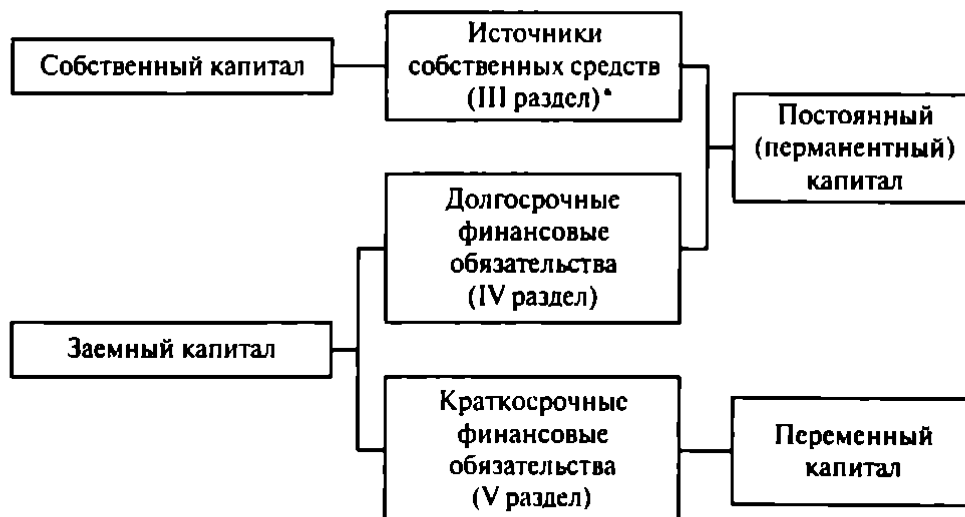 Собственный капитал
Источники
собственных средств
(III раздел)*
Постоянный
(перманентный)
капитал
Долгосрочные
финансовые
обязательства
(IV раздел)
Заемный капитал
Краткосрочные
финансовые
обязательства
(V раздел)
Переменный
капитал